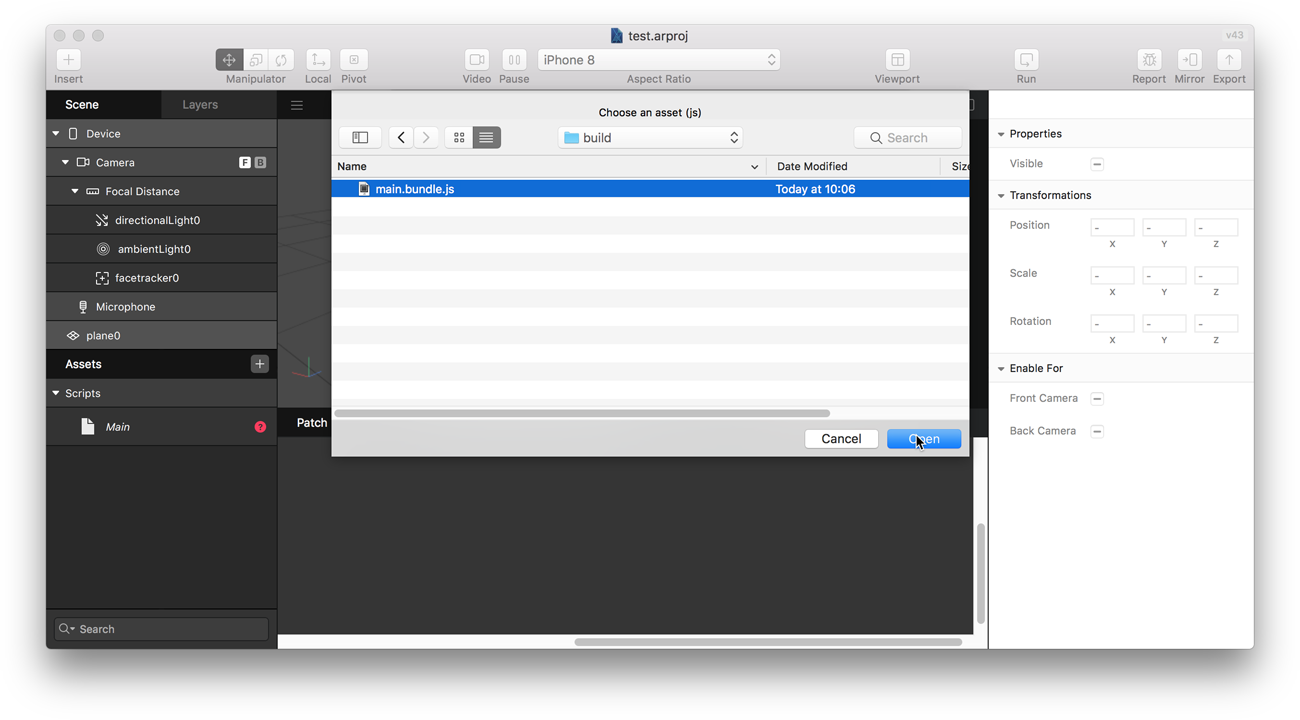 test.arproj
v43
iPhone 8
Insert
Manipulator
Local
Pivot
Video
Pause
Aspect Ratio
Viewport
Run
Report
Mirror
Export
Scene
Layers
Device
Camera
F
B
Focal Distance
directionalLight0
ambientLight0
facetracker0
Microphone
plane0
Assets
+
Scripts
Main
?
Search
Patch
Choose an asset (js)
build
Search
Name
Date Modified
Size
main.bundle.js
Today at 10:06
Cancel
Open
Properties
Visible
Transformations
Position
- - -
X Y Z
Scale
- - -
X Y Z
Rotation
- - -
X Y Z
Enable For
Front Camera
Back Camera